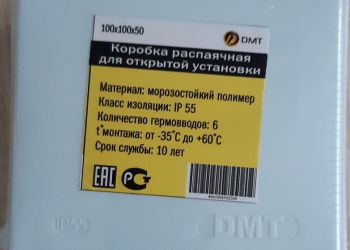 100x100x50
DMT
Коробка распаячная
для открытой установки
Материал: морозостойкий полимер
Класс изоляции: IP 55
Количество гермовводов: 6
t°монтажа: от -35°C до +60°C
Срок службы: 10 лет
EAC
IP55
DMT